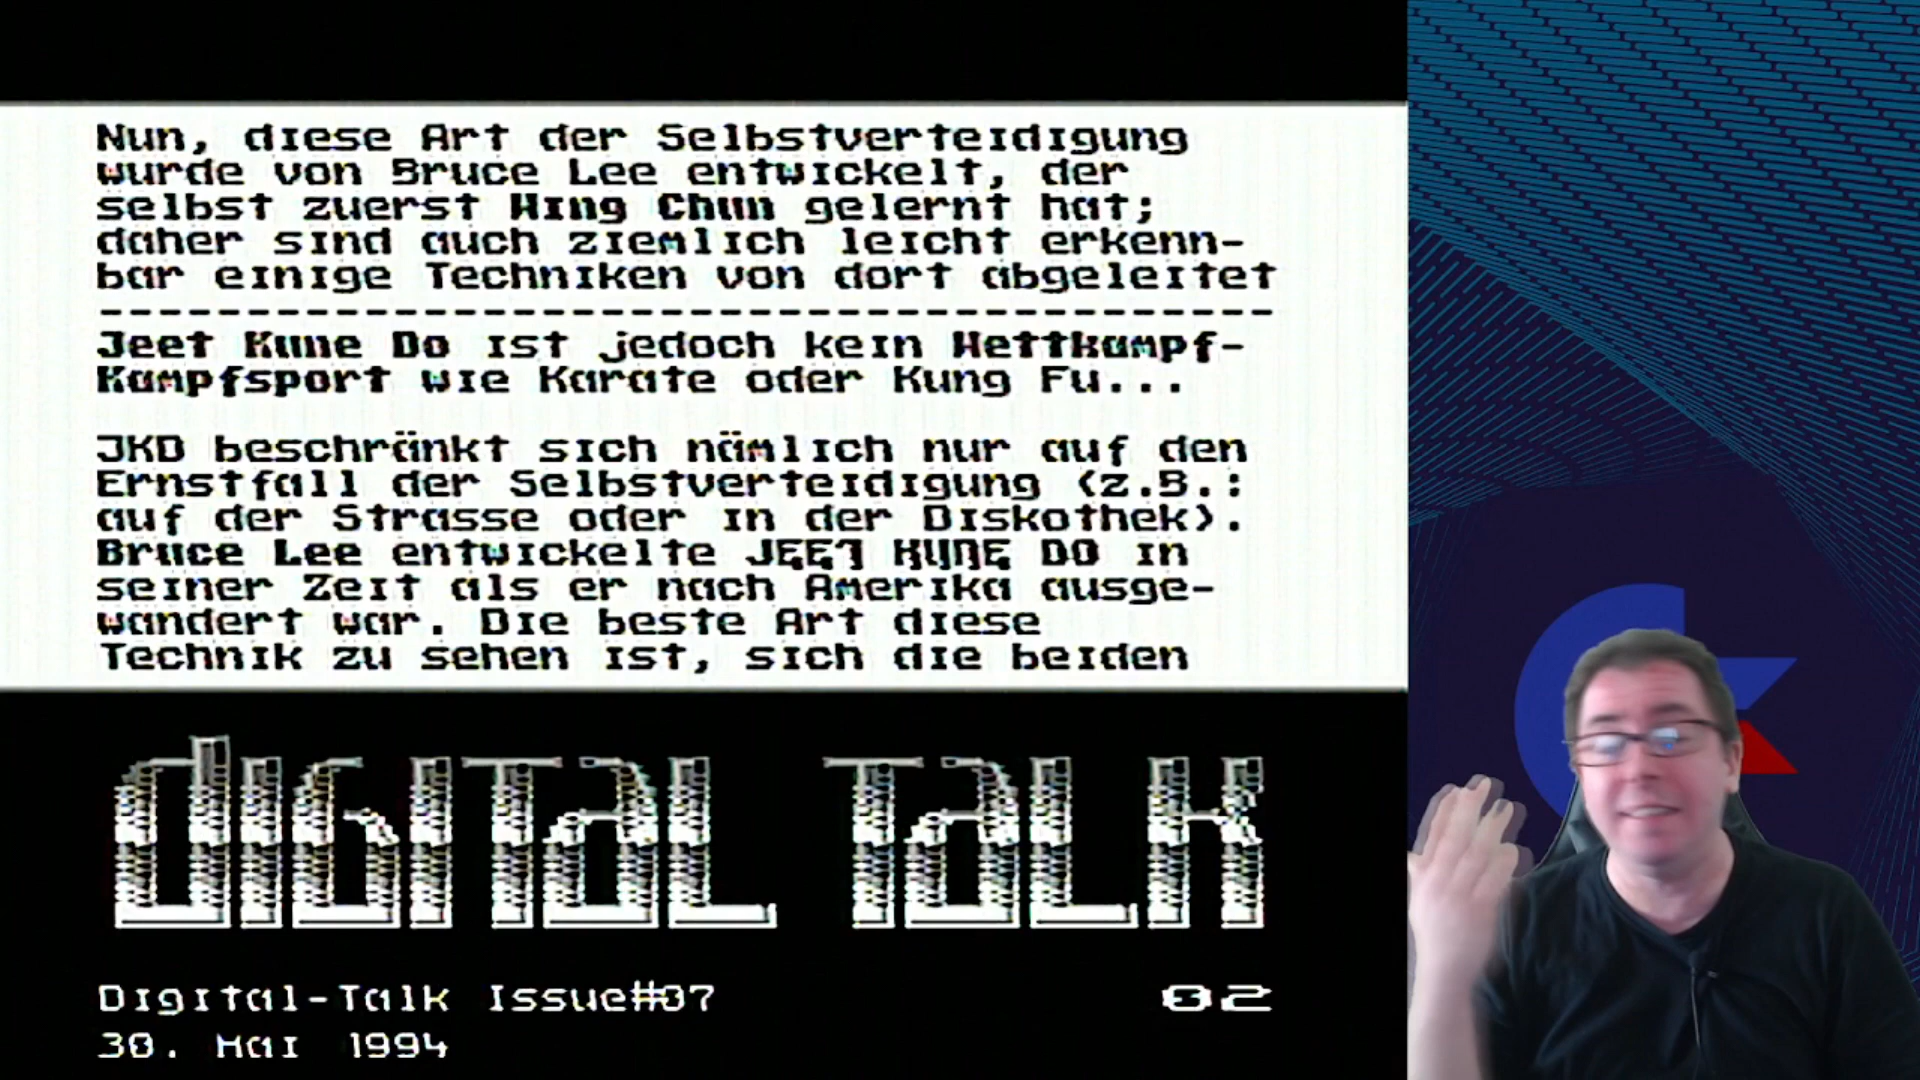 Nun, diese Art der Selbstverteidigung
wurde von Bruce Lee entwickelt, der
selbst zuerst Wing Chun gelernt hat;
daher sind auch ziemlich leicht erkenn-
bar einige Techniken von dort abgeleitet
----------------------------------------
Jeet Kune Do ist jedoch kein Wettkampf-
Kampfsport wie Karate oder Kung Fu...
JKD beschränkt sich nämlich nur auf den
Ernstfall der Selbstverteidigung (z.B.:
auf der Strasse oder in der Diskothek).
Bruce Lee entwickelte JEET KUNE DO in
seiner Zeit als er nach Amerika ausge-
wandert war. Die beste Art diese
Technik zu sehen ist, sich die beiden
DIGITAL TALK
Digital-Talk Issue#07 02
30. Mai 1994